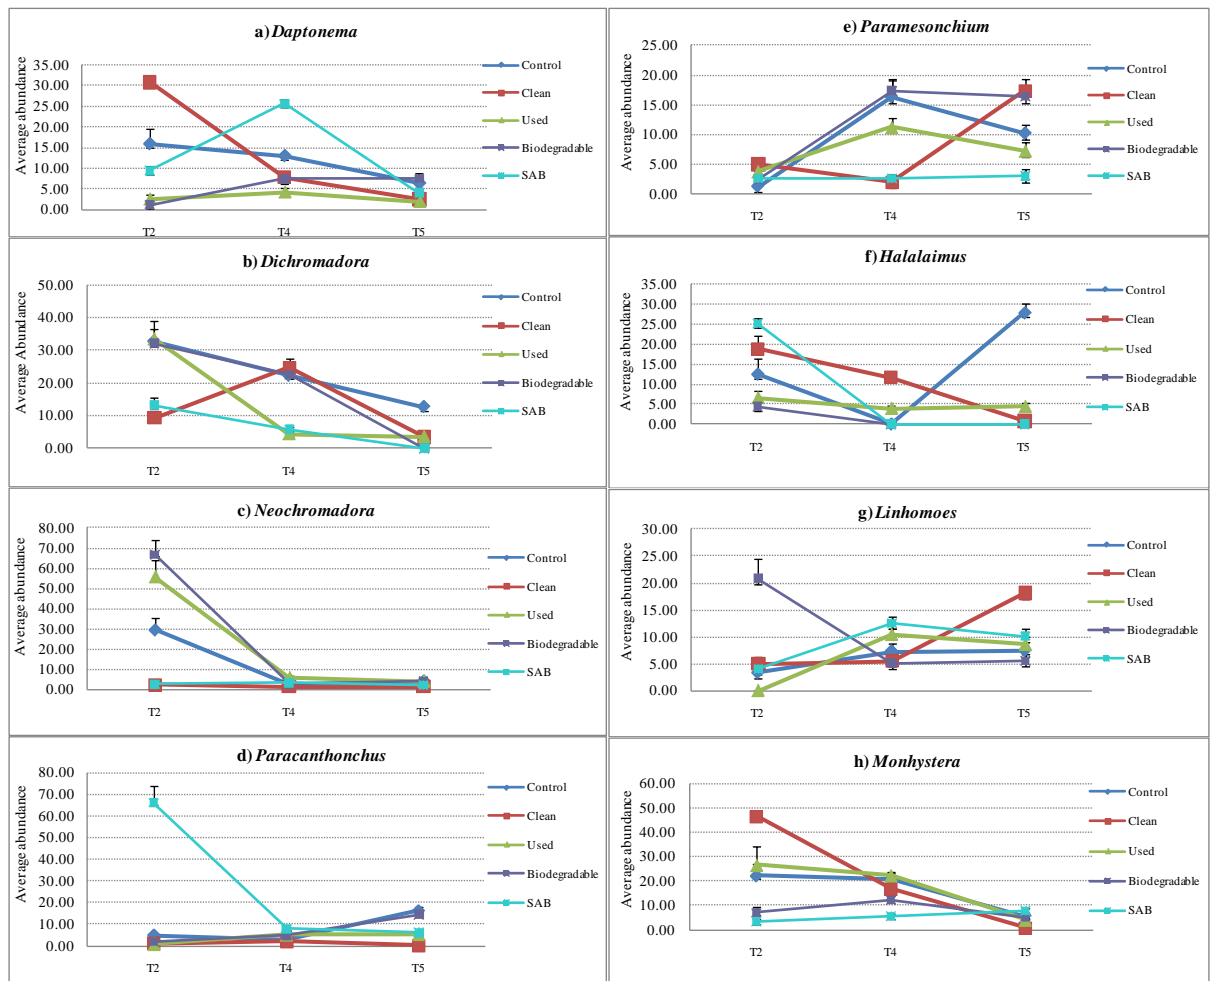 a) Daptonema
Average abundance
35.00
30.00
25.00
20.00
15.00
10.00
5.00
0.00
T2 T4 T5
Control
Clean
Used
Biodegradable
SAB
b) Dichromadora
Average Abundance
50.00
40.00
30.00
20.00
10.00
0.00
T2 T4 T5
Control
Clean
Used
Biodegradable
SAB
c) Neochromadora
Average abundance
80.00
70.00
60.00
50.00
40.00
30.00
20.00
10.00
0.00
T2 T4 T5
Control
Clean
Used
Biodegradable
SAB
d) Paracanthonchus
Average abundance
80.00
70.00
60.00
50.00
40.00
30.00
20.00
10.00
0.00
T2 T4 T5
Control
Clean
Used
Biodegradable
SAB
e) Paramesonchium
Average abundance
25.00
20.00
15.00
10.00
5.00
0.00
T2 T4 T5
Control
Clean
Used
Biodegradable
SAB
f) Halalaimus
Average abundance
35.00
30.00
25.00
20.00
15.00
10.00
5.00
0.00
T2 T4 T5
Control
Clean
Used
Biodegradable
SAB
g) Linhomoes
Average abundance
30.00
25.00
20.00
15.00
10.00
5.00
0.00
T2 T4 T5
Control
Clean
Used
Biodegradable
SAB
h) Monhystera
Average abundance
60.00
50.00
40.00
30.00
20.00
10.00
0.00
T2 T4 T5
Control
Clean
Used
Biodegradable
SAB